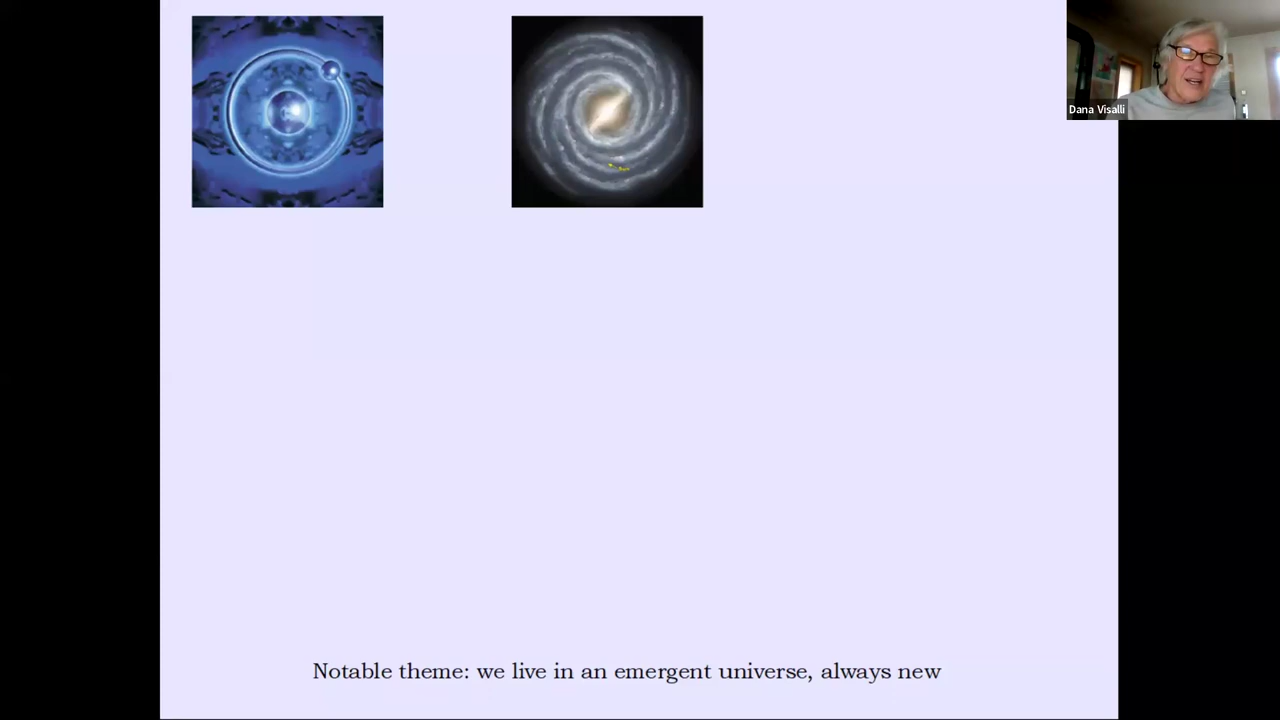 Dana Visalli
Notable theme: we live in an emergent universe, always new